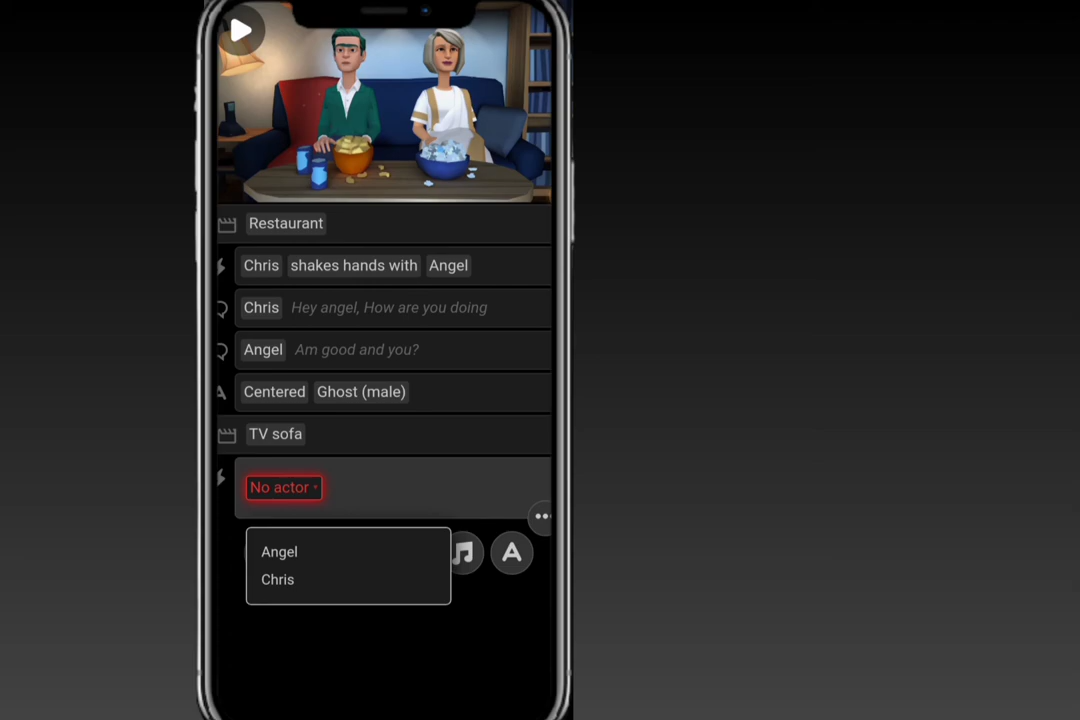 Restaurant
Chris shakes hands with Angel
Chris Hey angel, How are you doing
Angel Am good and you?
Centered Ghost (male)
TV sofa
No actor
Angel
Chris